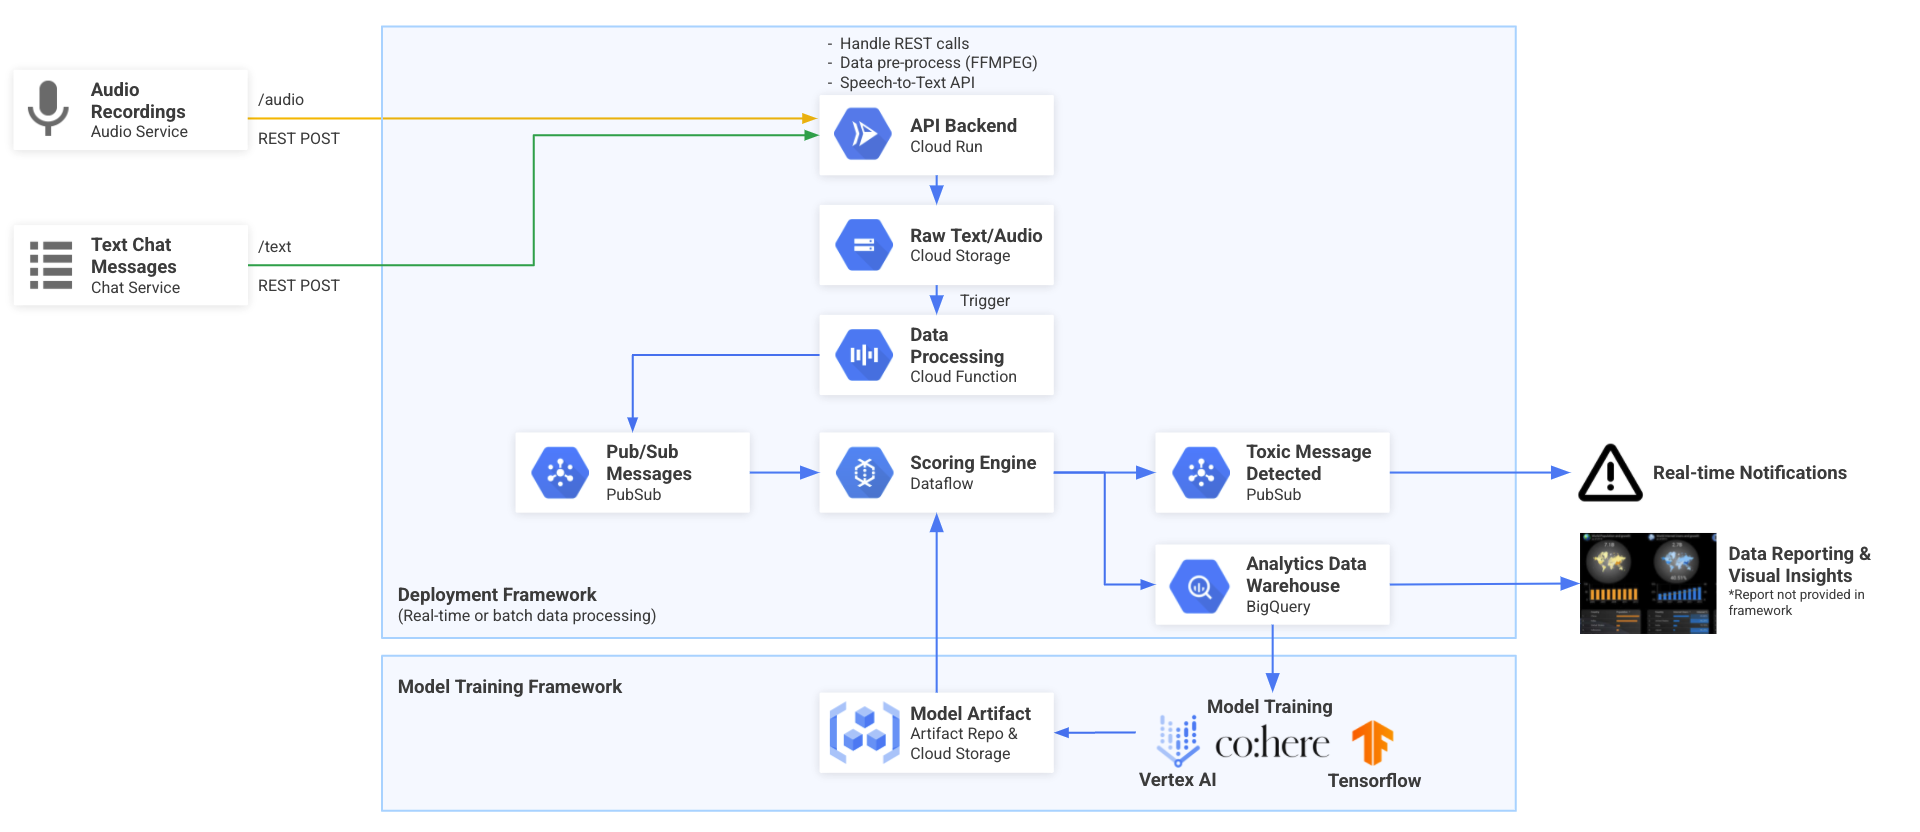 - Handle REST calls
- Data pre-process (FFMPEG)
- Speech-to-Text API
Audio
Recordings
Audio Service
/audio
REST POST
API Backend
Cloud Run
Text Chat
Messages
Chat Service
/text
REST POST
Raw Text/Audio
Cloud Storage
Trigger
Data
Processing
Cloud Function
Pub/Sub
Messages
PubSub
Scoring Engine
Dataflow
Toxic Message
Detected
PubSub
Real-time Notifications
Analytics Data
Warehouse
BigQuery
Data Reporting &
Visual Insights
*Report not provided in
framework
Deployment Framework
(Real-time or batch data processing)
Model Training Framework
Model Artifact
Artifact Repo &
Cloud Storage
Model Training
co:here
Vertex AI
Tensorflow